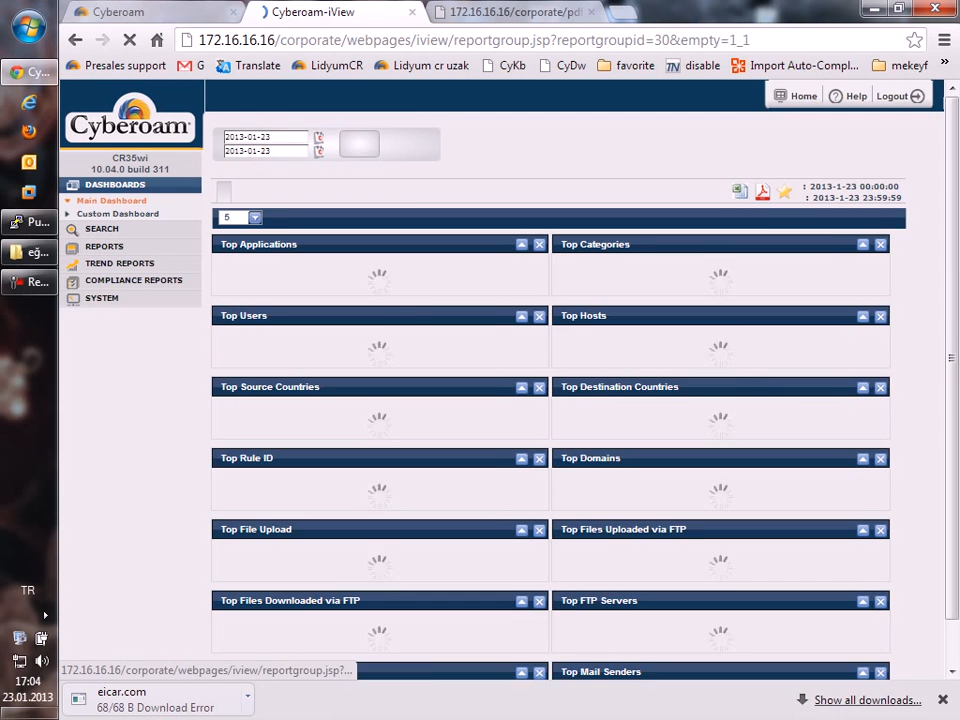 Cyberoam
Cyberoam-iView
172.16.16.16/corporate/pdf
172.16.16.16/corporate/webpages/iview/reportgroup.jsp?reportgroupid=30&empty=1_1
Presales support
G
Translate
LidyumCR
Lidyum cr uzak
CyKb
CyDw
favorite
disable
Import Auto-Compl...
mekeyf
»
Cy...
Pu...
eğ...
Re...
TR
17:04
23.01.2013
Cyberoam
CR35wi
10.04.0 build 311
DASHBOARDS
Main Dashboard
Custom Dashboard
SEARCH
REPORTS
TREND REPORTS
COMPLIANCE REPORTS
SYSTEM
Home
Help
Logout
2013-01-23
2013-01-23
: 2013-1-23 00:00:00
: 2013-1-23 23:59:59
5
Top Applications
Top Categories
Top Users
Top Hosts
Top Source Countries
Top Destination Countries
Top Rule ID
Top Domains
Top File Upload
Top Files Uploaded via FTP
Top Files Downloaded via FTP
Top FTP Servers
Top Mail Senders
172.16.16.16/corporate/webpages/iview/reportgroup.jsp?...
eicar.com
68/68 B Download Error
Show all downloads...